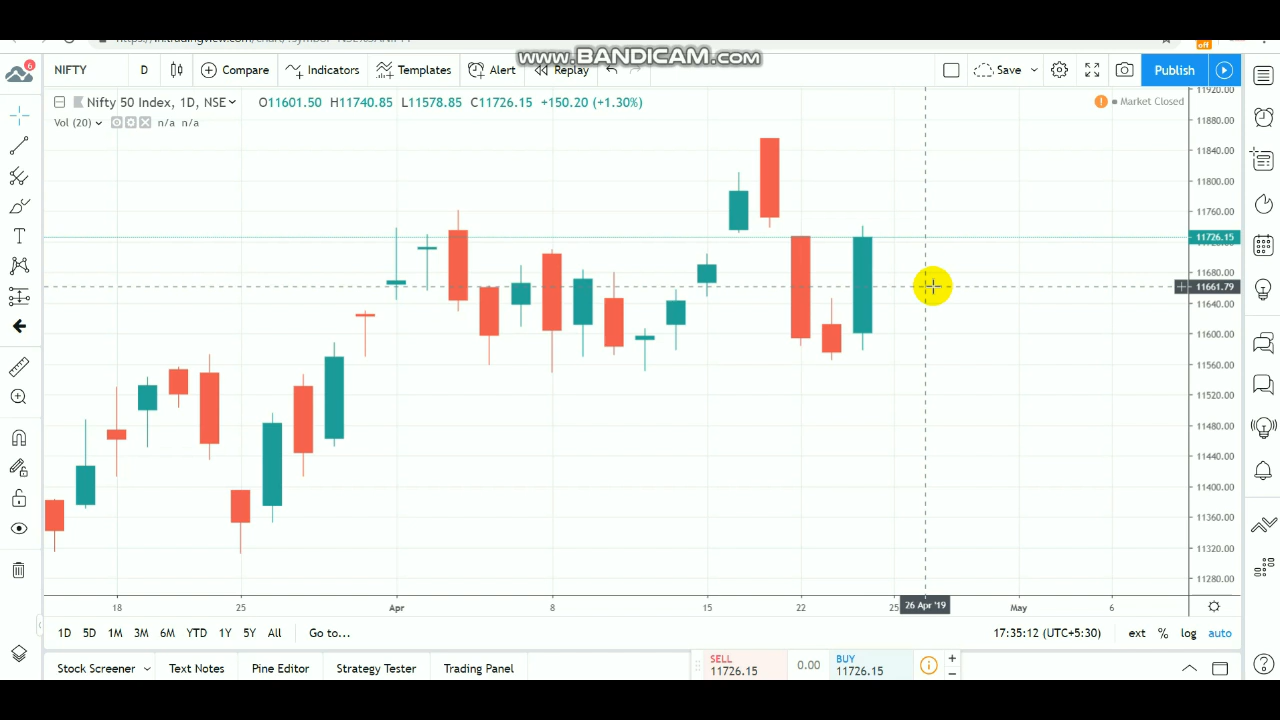 www.BANDICAM.com
off
6
NIFTY D Compare Indicators Templates Alert Replay Save Publish
Nifty 50 Index, 1D, NSE O11601.50 H11740.85 L11578.85 C11726.15 +150.20 (+1.30%)
Market Closed
Vol (20) n/a n/a
11920.00
11880.00
11840.00
11800.00
11760.00
11726.15
11680.00
11661.79
11640.00
11600.00
11560.00
11520.00
11480.00
11440.00
11400.00
11360.00
11320.00
11280.00
18 25 Apr 8 15 22 25 26 Apr '19 May 6
1D 5D 1M 3M 6M YTD 1Y 5Y All Go to... 17:35:12 (UTC+5:30) ext % log auto
Stock Screener Text Notes Pine Editor Strategy Tester Trading Panel
SELL 0.00 BUY
11726.15 11726.15